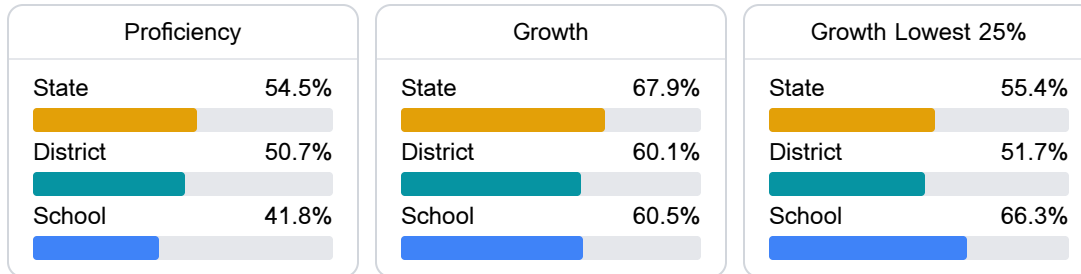 Proficiency
State 54.5%
District 50.7%
School 41.8%
Growth
State 67.9%
District 60.1%
School 60.5%
Growth Lowest 25%
State 55.4%
District 51.7%
School 66.3%